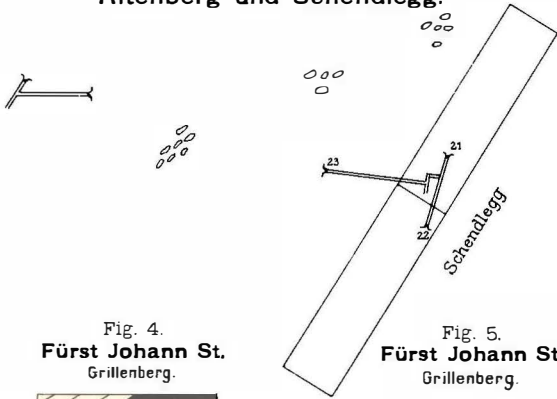 Altenberg und Schendlegg.
21
23
22
Schendlegg
Fig. 4.
Fürst Johann St.
Grillenberg.
Fig. 5.
Fürst Johann St
Grillenberg.